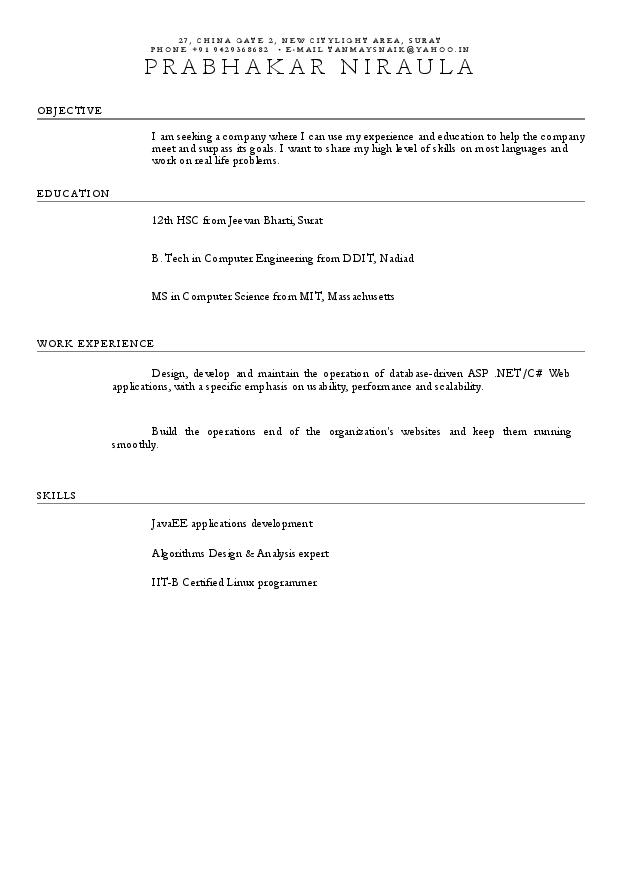 27, CHINA GATE 2, NEW CITYLIGHT AREA, SURAT
PHONE +91 9429368682 • E-MAIL TANMAYSNAIK@YAHOO.IN
PRABHAKAR NIRAULA
OBJECTIVE
I am seeking a company where I can use my experience and education to help the company
meet and surpass its goals. I want to share my high level of skills on most languages and
work on real life problems.
EDUCATION
12th HSC from Jeevan Bharti, Surat
B. Tech in Computer Engineering from DDIT, Nadiad
MS in Computer Science from MIT, Massachusetts
WORK EXPERIENCE
Design, develop and maintain the operation of database-driven ASP .NET/C# Web
applications, with a specific emphasis on usability, performance and scalability.
Build the operations end of the organization's websites and keep them running
smoothly.
SKILLS
JavaEE applications development
Algorithms Design & Analysis expert
IIT-B Certified Linux programmer